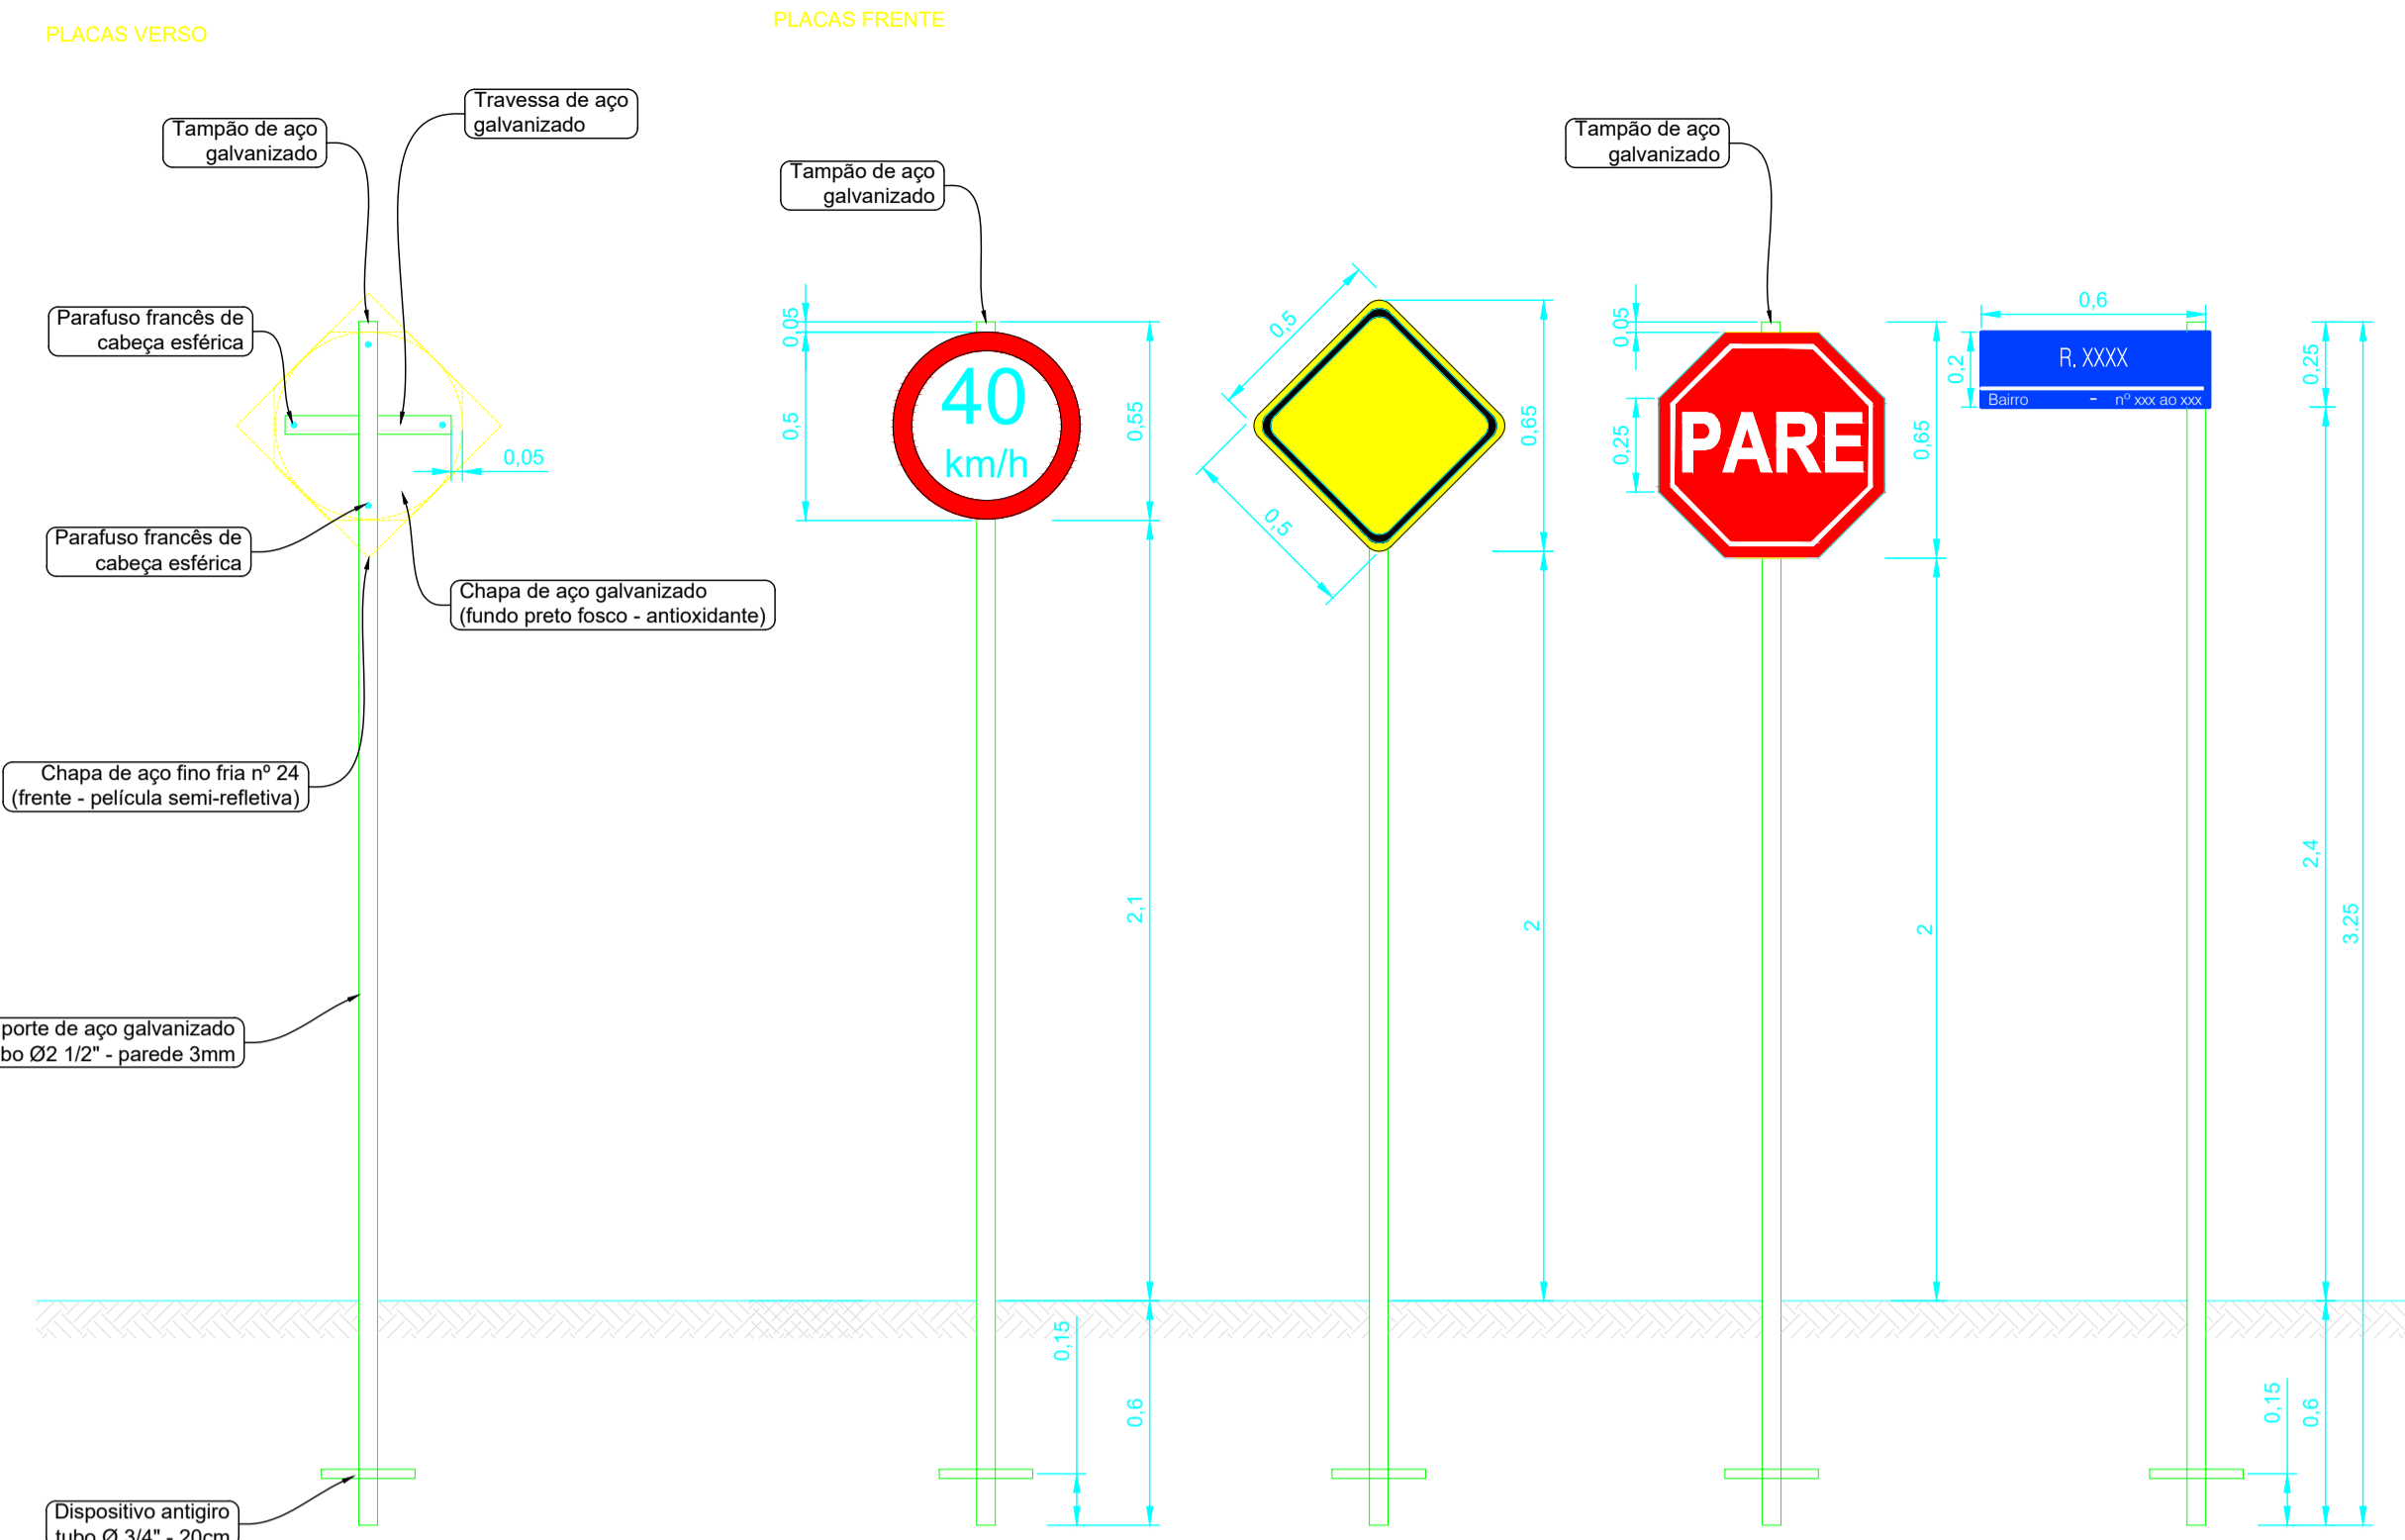 PLACAS VERSO
PLACAS FRENTE
Travessa de aço
galvanizado
Tampão de aço
galvanizado
Tampão de aço
galvanizado
Tampão de aço
galvanizado
Parafuso francês de
cabeça esférica
0,05
Parafuso francês de
cabeça esférica
Chapa de aço galvanizado
(fundo preto fosco - antioxidante)
Chapa de aço fino fria nº 24
(frente - película semi-refletiva)
porte de aço galvanizado
bo Ø2 1/2" - parede 3mm
Dispositivo antigiro
tubo Ø 3/4" - 20cm
0,05
0,5
40
km/h
0,55
2,1
0,15
0,6
0,5
0,5
0,65
2
0,05
0,25
PARE
0,65
2
0,6
0,2
R. XXXX
Bairro - nº xxx ao xxx
0,25
2,4
3.25
0,15
0,6